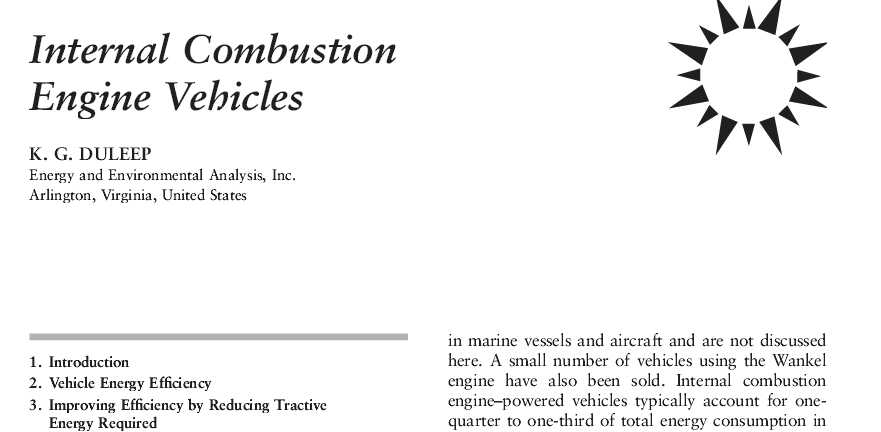 Internal Combustion
Engine Vehicles
K. G. DULEEP
Energy and Environmental Analysis, Inc.
Arlington, Virginia, United States
1. Introduction
2. Vehicle Energy Efficiency
3. Improving Efficiency by Reducing Tractive
Energy Required
in marine vessels and aircraft and are not discussed
here. A small number of vehicles using the Wankel
engine have also been sold. Internal combustion
engine–powered vehicles typically account for one-
quarter to one-third of total energy consumption in